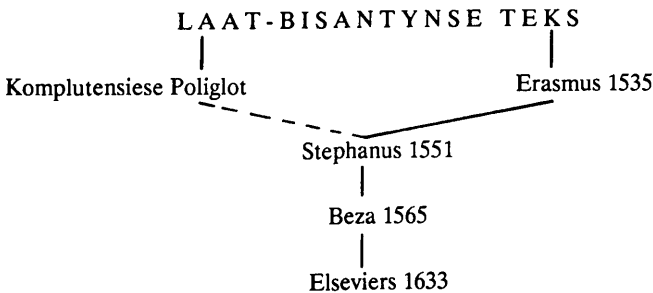 LAAT-BISANTYNSE TEKS
Komplutensiese Poliglot
Erasmus 1535
Stephanus 1551
Beza 1565
Elseviers 1633